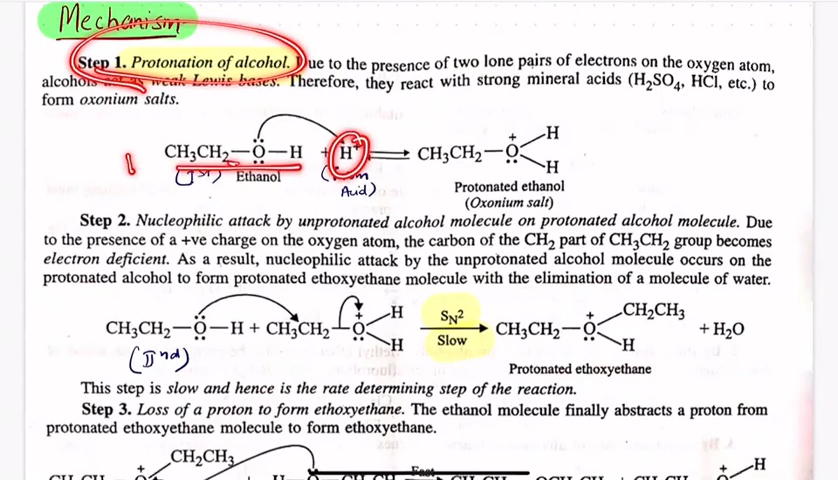 Mechanism
Step 1. Protonation of alcohol. Due to the presence of two lone pairs of electrons on the oxygen atom,
alcohols weak Lewis bases. Therefore, they react with strong mineral acids (H₂SO₄, HCl, etc.) to
form oxonium salts.
CH₃CH₂—O—H + H⁺ ⇌ CH₃CH₂—O⁺ H H
(Ist) Ethanol
Acid)
Protonated ethanol
(Oxonium salt)
Step 2. Nucleophilic attack by unprotonated alcohol molecule on protonated alcohol molecule. Due
to the presence of a +ve charge on the oxygen atom, the carbon of the CH₂ part of CH₃CH₂ group becomes
electron deficient. As a result, nucleophilic attack by the unprotonated alcohol molecule occurs on the
protonated alcohol to form protonated ethoxyethane molecule with the elimination of a molecule of water.
CH₃CH₂—O—H + CH₃CH₂—O⁺ H H SN² Slow → CH₃CH₂—O⁺ CH₂CH₃ H + H₂O
(IInd)
Protonated ethoxyethane
This step is slow and hence is the rate determining step of the reaction.
Step 3. Loss of a proton to form ethoxyethane. The ethanol molecule finally abstracts a proton from
protonated ethoxyethane molecule to form ethoxyethane.
CH₂CH₃
+ H